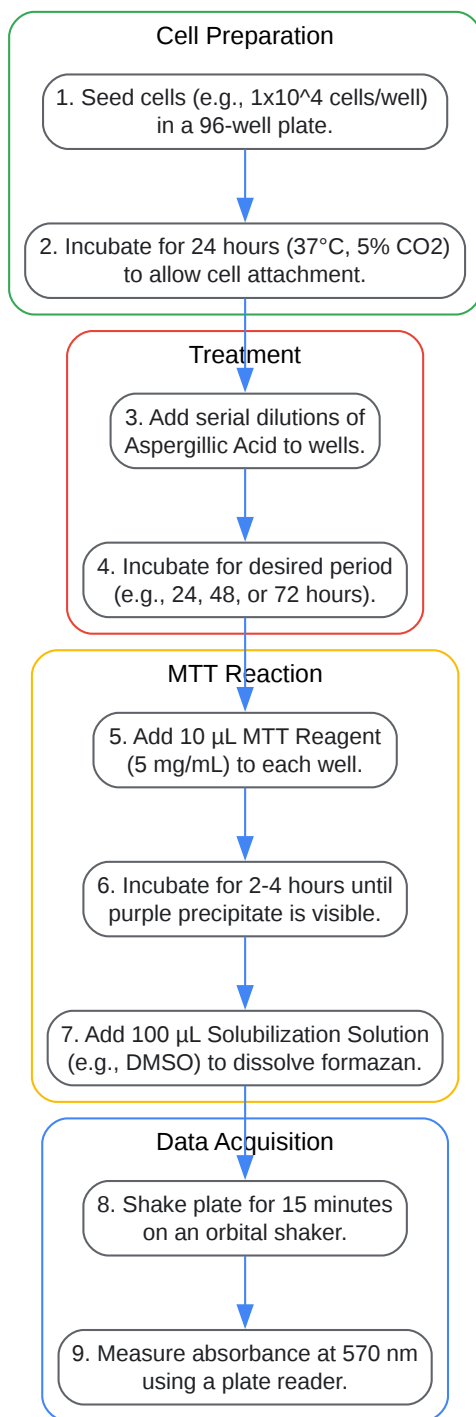 Cell Preparation
1. Seed cells (e.g., 1x10^4 cells/well)
in a 96-well plate.
2. Incubate for 24 hours (37°C, 5% CO2)
to allow cell attachment.
Treatment
3. Add serial dilutions of
Aspergillic Acid to wells.
4. Incubate for desired period
(e.g., 24, 48, or 72 hours).
MTT Reaction
5. Add 10 µL MTT Reagent
(5 mg/mL) to each well.
6. Incubate for 2-4 hours until
purple precipitate is visible.
7. Add 100 µL Solubilization Solution
(e.g., DMSO) to dissolve formazan.
Data Acquisition
8. Shake plate for 15 minutes
on an orbital shaker.
9. Measure absorbance at 570 nm
using a plate reader.